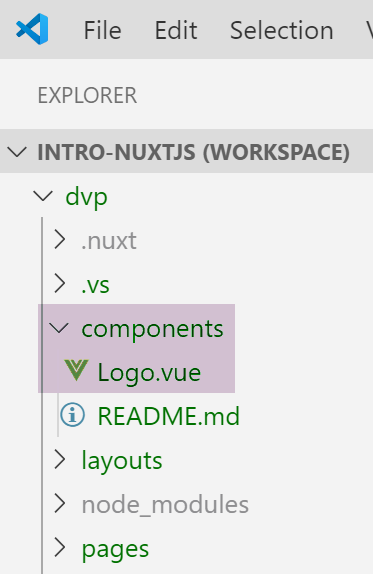 File Edit Selection
EXPLORER
INTRO-NUXTJS (WORKSPACE)
dvp
.nuxt
.vs
components
Logo.vue
README.md
layouts
node_modules
pages